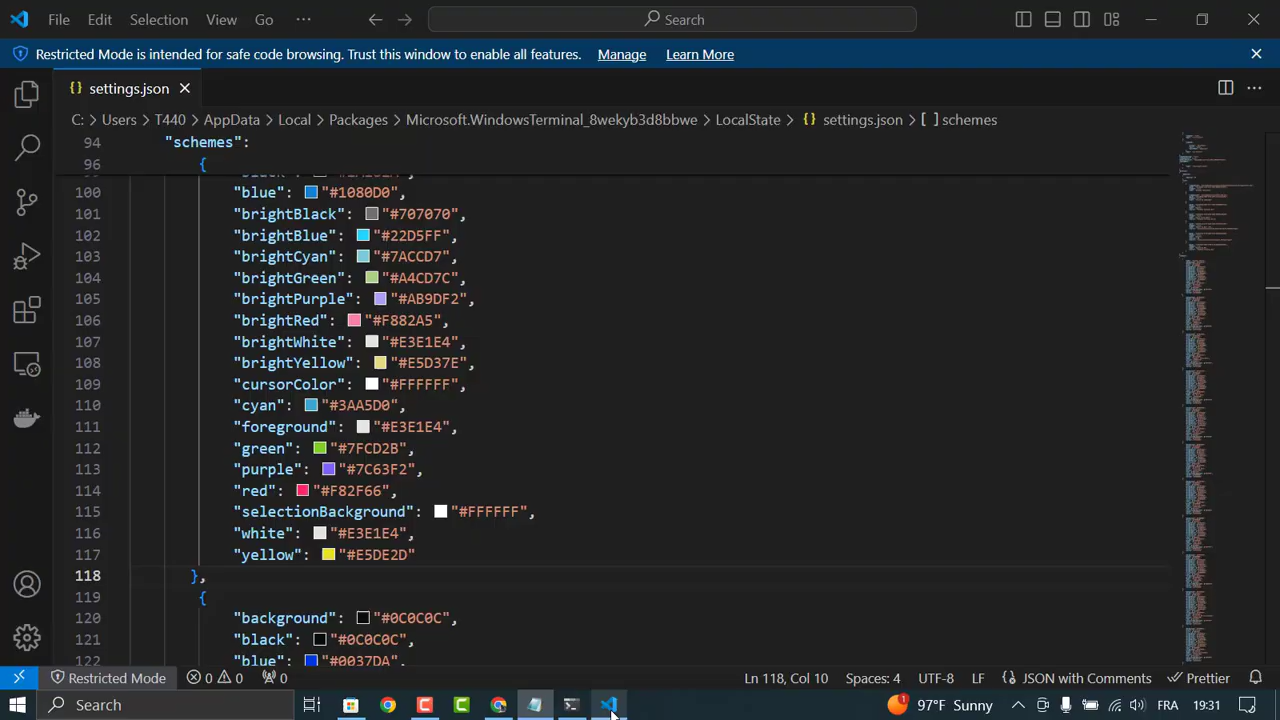 File Edit Selection View Go ··· Search
Restricted Mode is intended for safe code browsing. Trust this window to enable all features. Manage Learn More
{} settings.json
C: > Users > T440 > AppData > Local > Packages > Microsoft.WindowsTerminal_8wekyb3d8bbwe > LocalState > {} settings.json > [ ] schemes
94 "schemes":
96 {
100 "blue": "#1080D0",
101 "brightBlack": "#707070",
102 "brightBlue": "#22D5FF",
103 "brightCyan": "#7ACCD7",
104 "brightGreen": "#A4CD7C",
105 "brightPurple": "#AB9DF2",
106 "brightRed": "#F882A5",
107 "brightWhite": "#E3E1E4",
108 "brightYellow": "#E5D37E",
109 "cursorColor": "#FFFFFF",
110 "cyan": "#3AA5D0",
111 "foreground": "#E3E1E4",
112 "green": "#7FCD2B",
113 "purple": "#7C63F2",
114 "red": "#F82F66",
115 "selectionBackground": "#FFFFFF",
116 "white": "#E3E1E4",
117 "yellow": "#E5DE2D"
118 },
119 {
120 "background": "#0C0C0C",
121 "black": "#0C0C0C",
122 "blue": "#0037DA",
Restricted Mode 0 0 0 Ln 118, Col 10 Spaces: 4 UTF-8 LF {} JSON with Comments Prettier
Search 1 97°F Sunny FRA 19:31